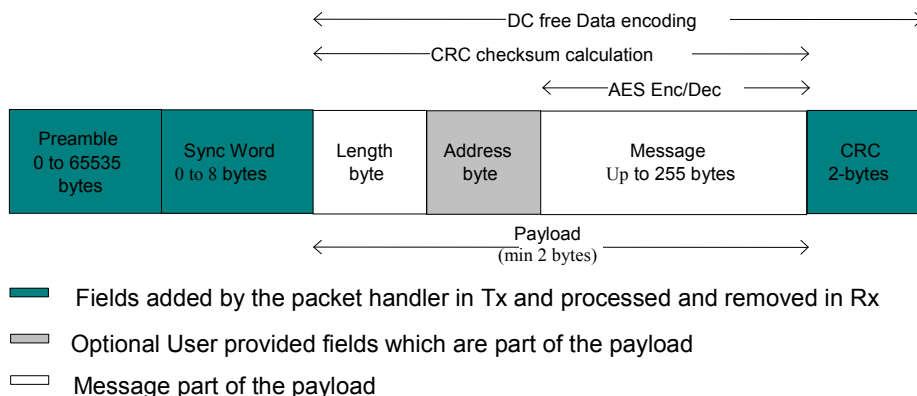 DC free Data encoding
CRC checksum calculation
AES Enc/Dec
Preamble
0 to 65535
bytes
Sync Word
0 to 8 bytes
Length
byte
Address
byte
Message
Up to 255 bytes
CRC
2-bytes
Payload
(min 2 bytes)
Fields added by the packet handler in Tx and processed and removed in Rx
Optional User provided fields which are part of the payload
Message part of the payload